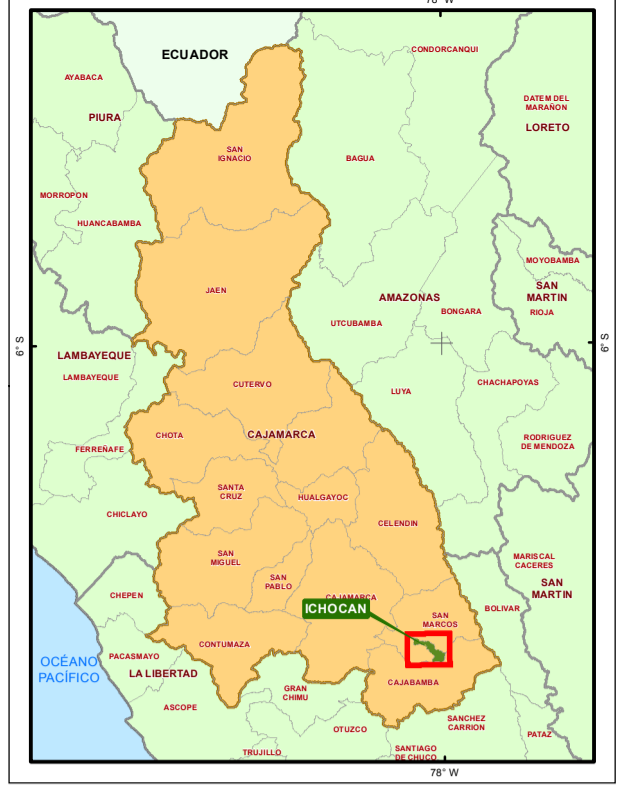 78° W
ECUADOR
CONDORCANQUI
AYABACA
DATEM DEL
MARAÑON
PIURA
LORETO
SAN
IGNACIO
BAGUA
MORROPON
HUANCABAMBA
MOYOBAMBA
SAN
MARTIN
JAEN
AMAZONAS
BONGARA
RIOJA
UTCUBAMBA
6° S
6° S
LAMBAYEQUE
LAMBAYEQUE
CUTERVO
LUYA
CHACHAPOYAS
CHOTA
CAJAMARCA
RODRIGUEZ
DE MENDOZA
FERREÑAFE
SANTA
CRUZ
HUALGAYOC
CHICLAYO
CELENDIN
SAN
MIGUEL
MARISCAL
CACERES
SAN
PABLO
SAN
MARTIN
CHEPEN
CAJAMARCA
ICHOCAN
BOLIVAR
SAN
MARCOS
CONTUMAZA
OCÉANO
PACÍFICO
PACASMAYO
LA LIBERTAD
CAJABAMBA
GRAN
CHIMU
ASCOPE
SANCHEZ
CARRION
OTUZCO
PATAZ
TRUJILLO
SANTIAGO
DE CHUCO
78° W